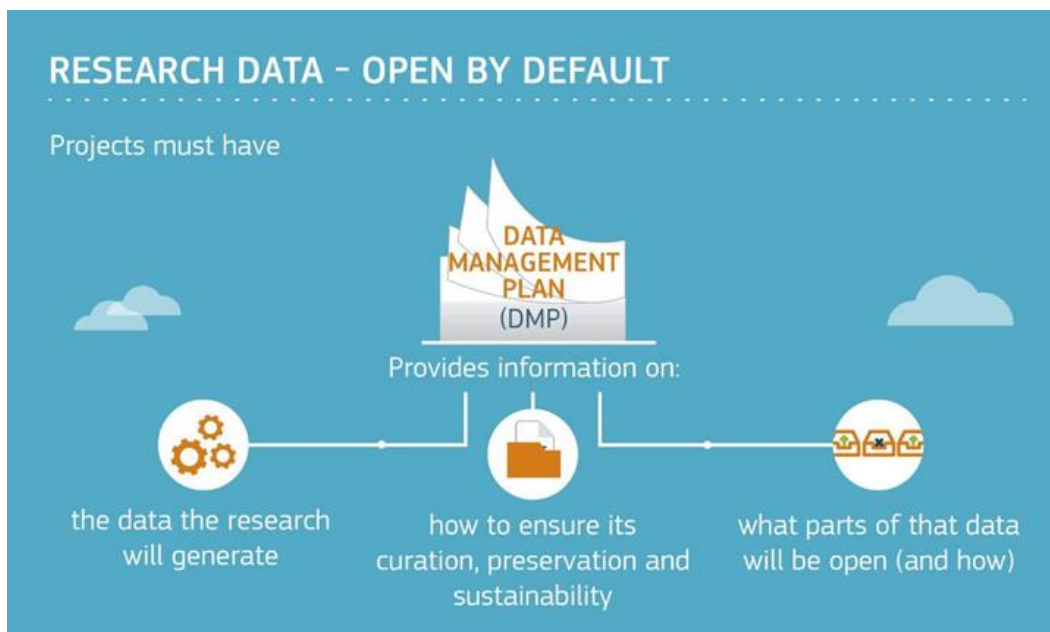 RESEARCH DATA – OPEN BY DEFAULT
Projects must have
DATA
MANAGEMENT
PLAN
(DMP)
Provides information on:
the data the research
will generate
how to ensure its
curation, preservation and
sustainability
what parts of that data
will be open (and how)